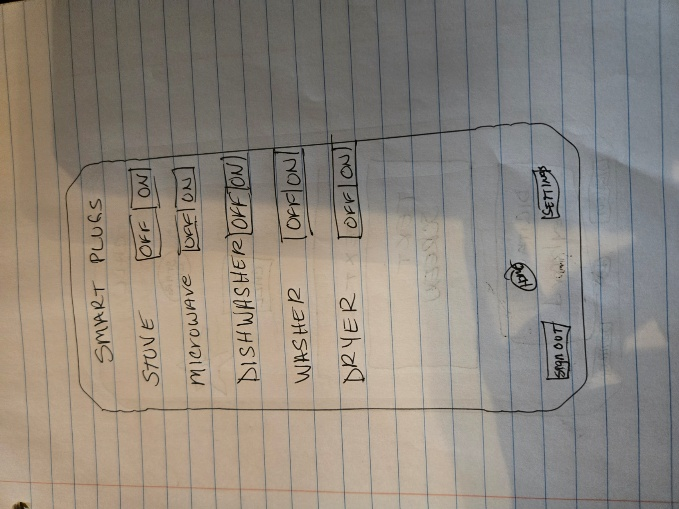 SMART PLUGS
STOVE OFF ON
MICROWAVE OFF ON
DISHWASHER OFF ON
WASHER OFF ON
DRYER OFF ON
SIGN OUT SETTINGS